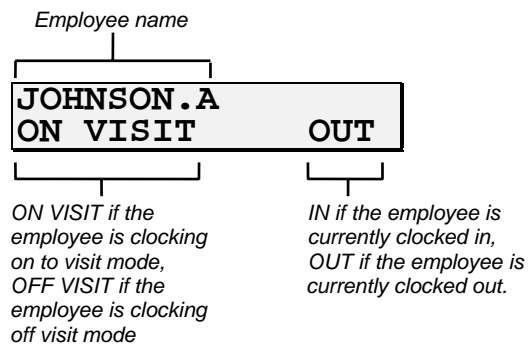 Employee name
JOHNSON.A
ON VISIT OUT
ON VISIT if the
employee is clocking
on to visit mode,
OFF VISIT if the
employee is clocking
off visit mode
IN if the employee is
currently clocked in,
OUT if the employee is
currently clocked out.